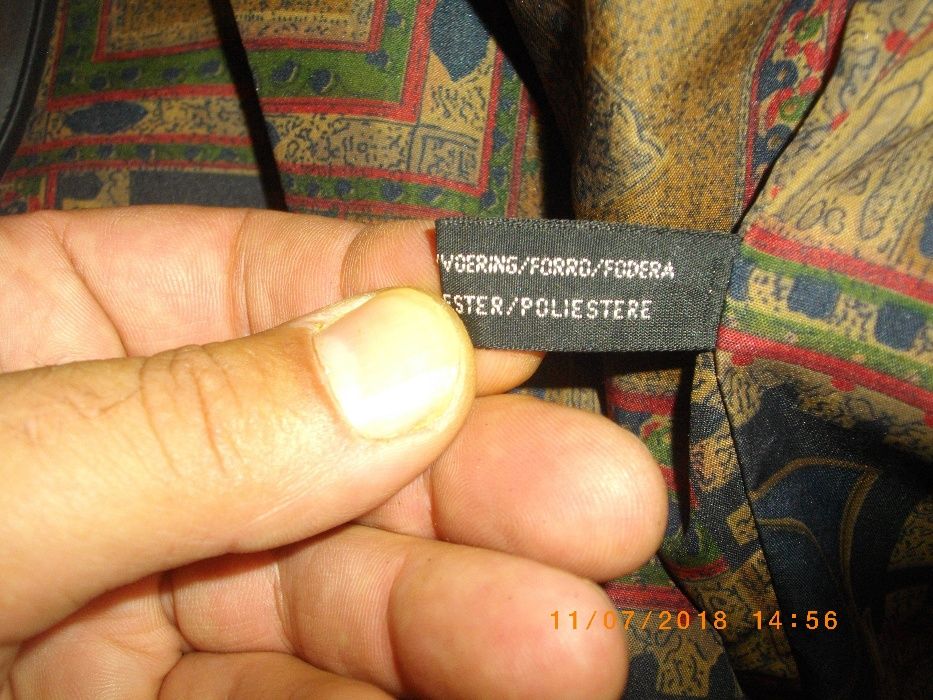 /VOERING/FORRO/FODERA
ESTER/POLIESTERE
11/07/2018 14:56